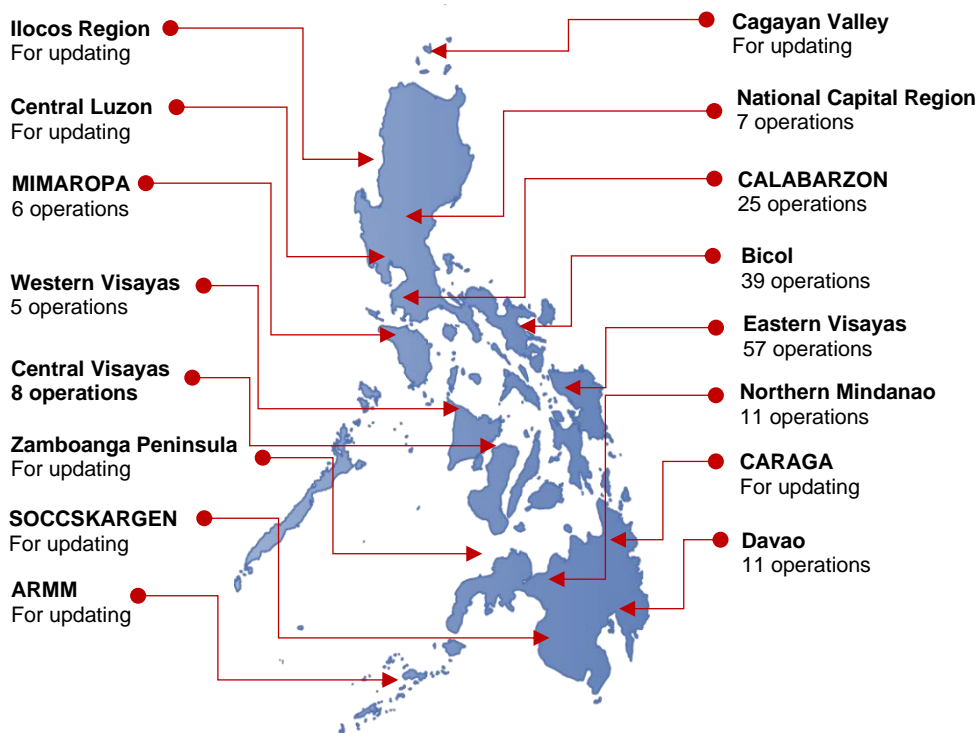 Ilocos Region
For updating
Central Luzon
For updating
MIMAROPA
6 operations
Western Visayas
5 operations
Central Visayas
8 operations
Zamboanga Peninsula
For updating
SOCCSKARGEN
For updating
ARMM
For updating
Cagayan Valley
For updating
National Capital Region
7 operations
CALABARZON
25 operations
Bicol
39 operations
Eastern Visayas
57 operations
Northern Mindanao
11 operations
CARAGA
For updating
Davao
11 operations